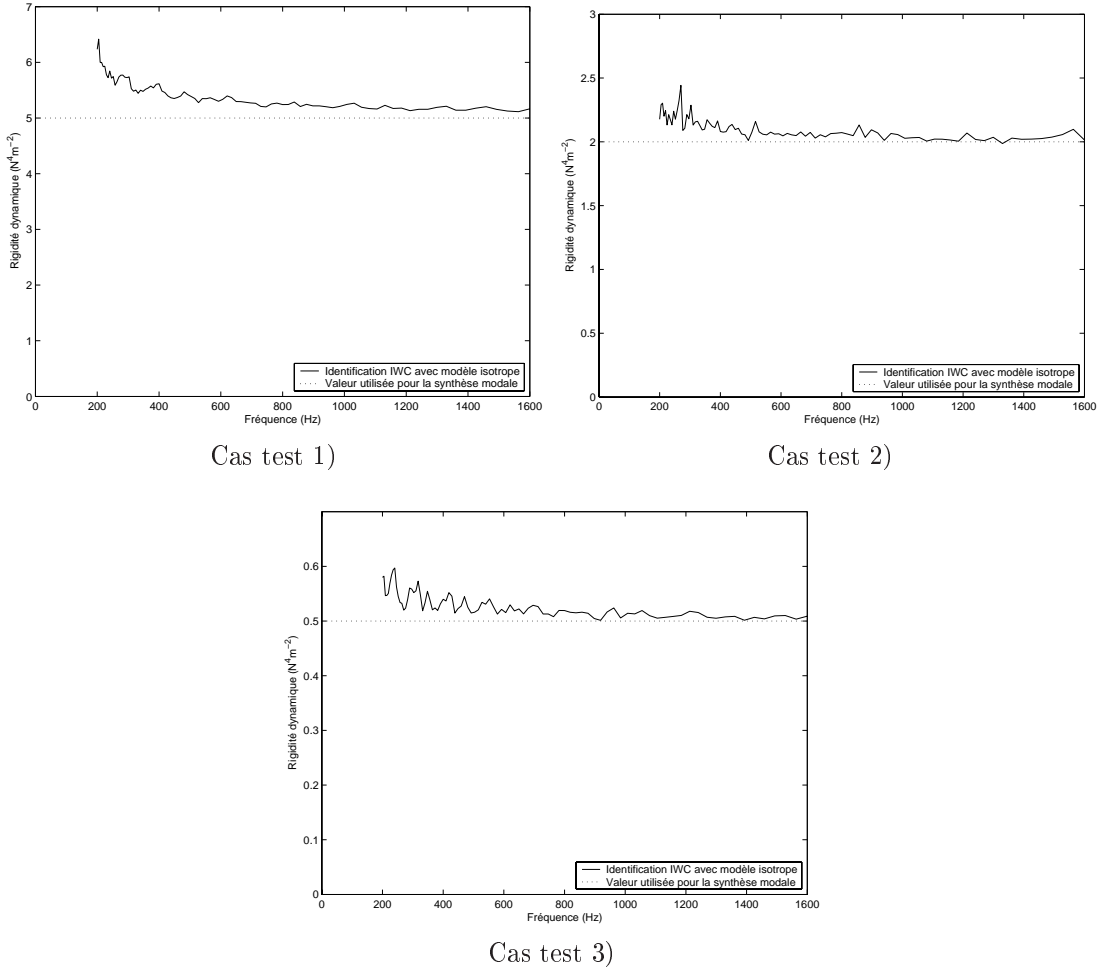 7
6
5
4
3
2
1
0
0 200 400 600 800 1000 1200 1400 1600
Rigidité dynamique (N⁴m⁻²)
Fréquence (Hz)
Identification IWC avec modèle isotrope
Valeur utilisée pour la synthèse modale
Cas test 1)
3
2.5
2
1.5
1
0.5
0
0 200 400 600 800 1000 1200 1400 1600
Rigidité dynamique (N⁴m⁻²)
Fréquence (Hz)
Identification IWC avec modèle isotrope
Valeur utilisée pour la synthèse modale
Cas test 2)
0.6
0.5
0.4
0.3
0.2
0.1
0
0 200 400 600 800 1000 1200 1400 1600
Rigidité dynamique (N⁴m⁻²)
Fréquence (Hz)
Identification IWC avec modèle isotrope
Valeur utilisée pour la synthèse modale
Cas test 3)